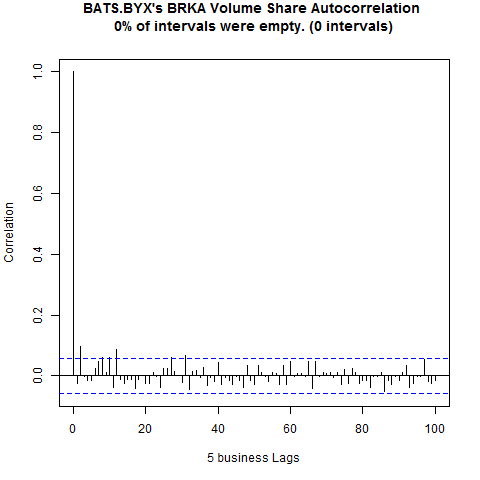 BATS.BYX's BRKA Volume Share Autocorrelation
0% of intervals were empty. (0 intervals)
1.0
0.8
0.6
0.4
0.2
0.0
Correlation
0 20 40 60 80 100
5 business Lags